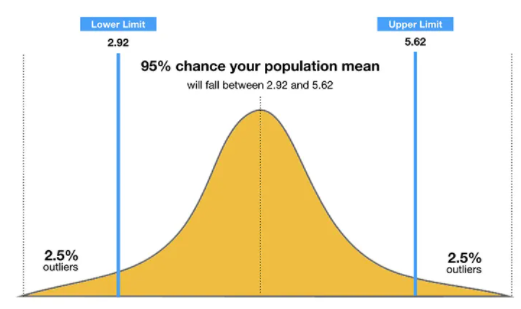 Lower Limit
Upper Limit
2.92
5.62
95% chance your population mean
will fall between 2.92 and 5.62
2.5%
outliers
2.5%
outliers